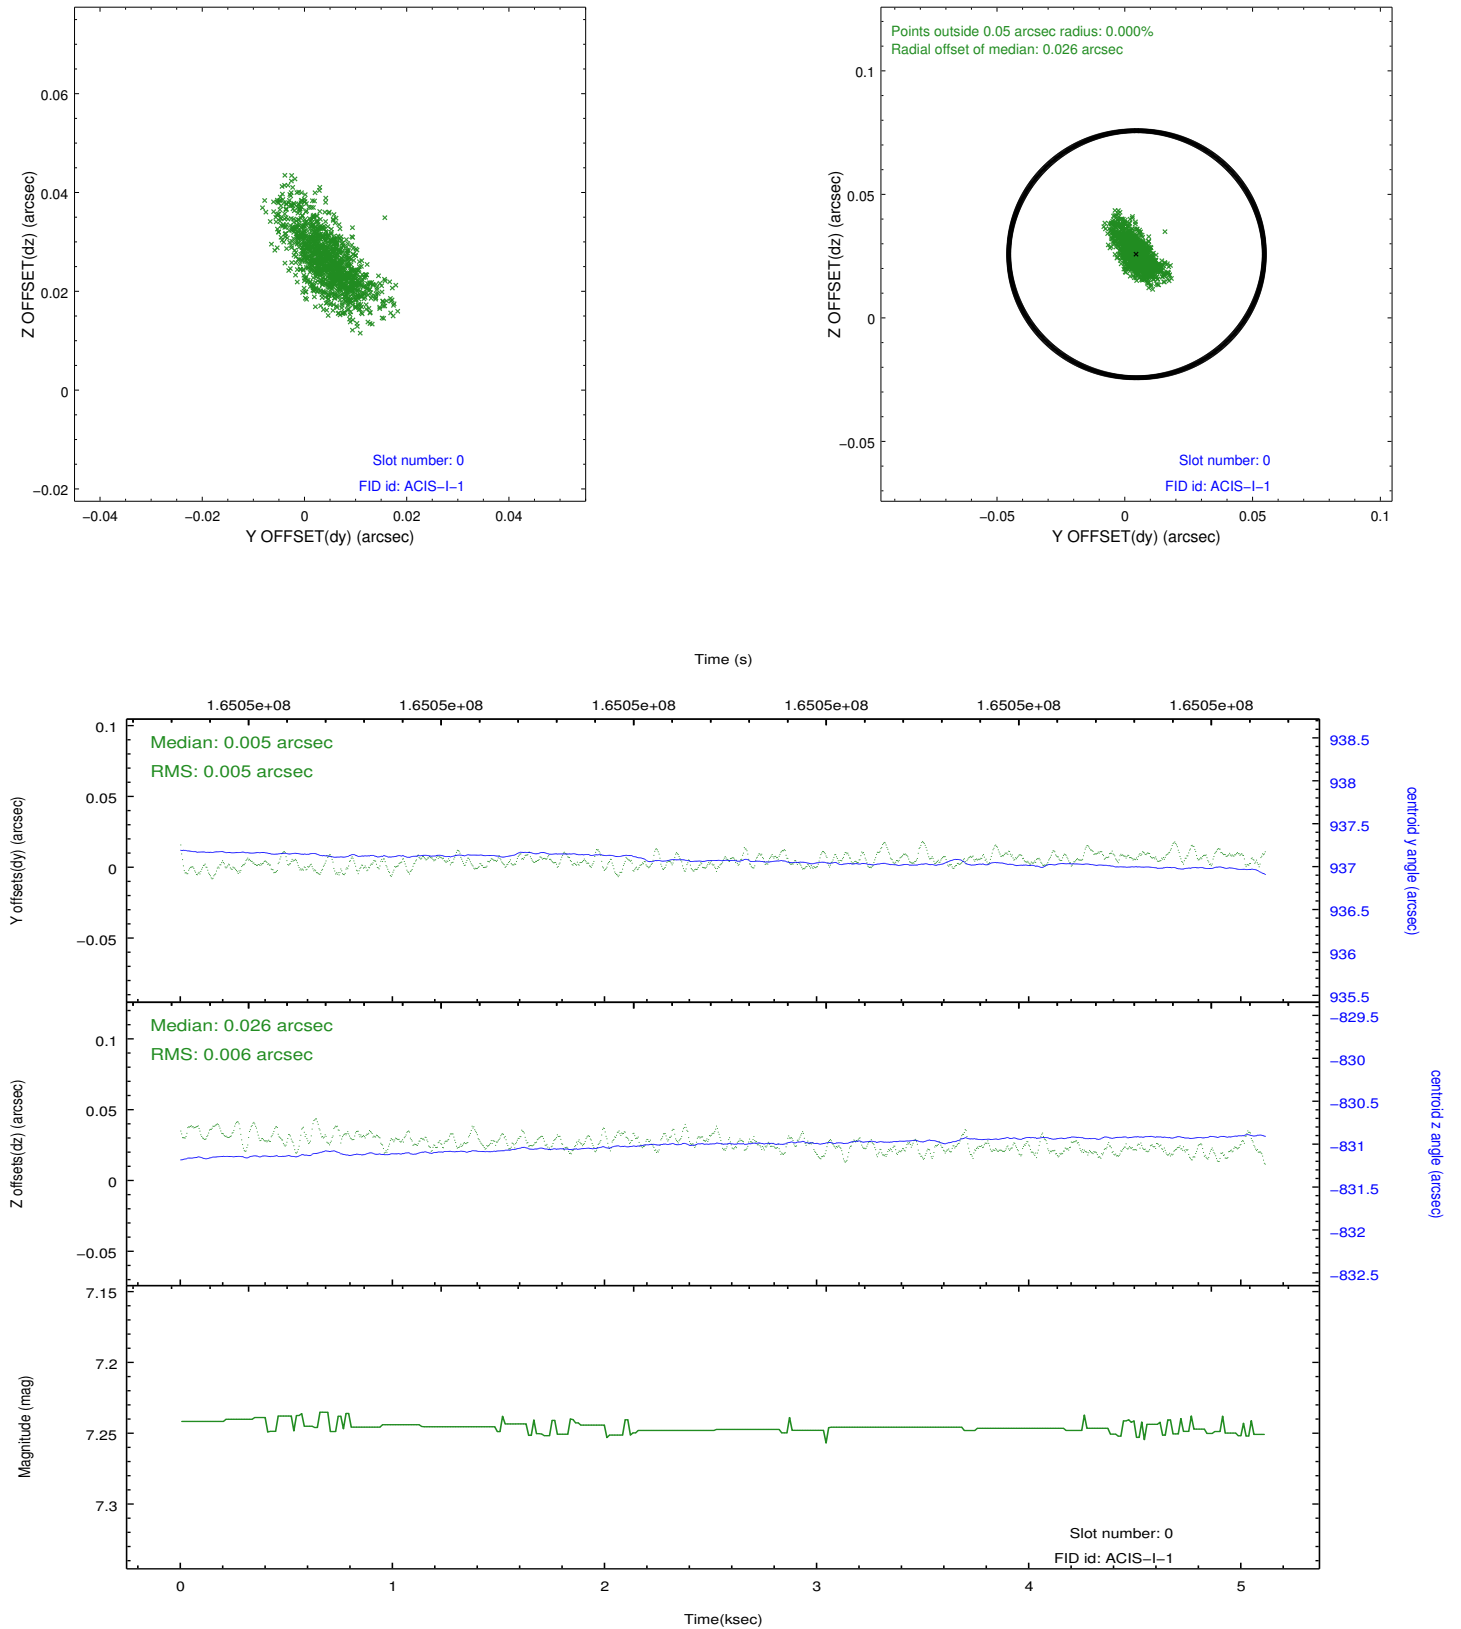 0.06
0.04
0.02
0
−0.02
Z OFFSET(dz) (arcsec)
Slot number: 0
FID id: ACIS−I−1
−0.04 −0.02 0 0.02 0.04
Y OFFSET(dy) (arcsec)
Points outside 0.05 arcsec radius: 0.000%
Radial offset of median: 0.026 arcsec
0.1
0.05
0
−0.05
Z OFFSET(dz) (arcsec)
Slot number: 0
FID id: ACIS−I−1
−0.05 0 0.05 0.1
Y OFFSET(dy) (arcsec)
Time (s)
1.6505e+08 1.6505e+08 1.6505e+08 1.6505e+08 1.6505e+08 1.6505e+08
Median: 0.005 arcsec
RMS: 0.005 arcsec
0.1
0.05
0
−0.05
Y offsets(dy) (arcsec)
938.5
938
937.5
937
936.5
936
935.5
centroid y angle (arcsec)
Median: 0.026 arcsec
RMS: 0.006 arcsec
0.1
0.05
0
−0.05
Z offsets(dz) (arcsec)
−829.5
−830
−830.5
−831
−831.5
−832
−832.5
centroid z angle (arcsec)
7.15
7.2
7.25
7.3
Magnitude (mag)
Slot number: 0
FID id: ACIS−I−1
0 1 2 3 4 5
Time(ksec)